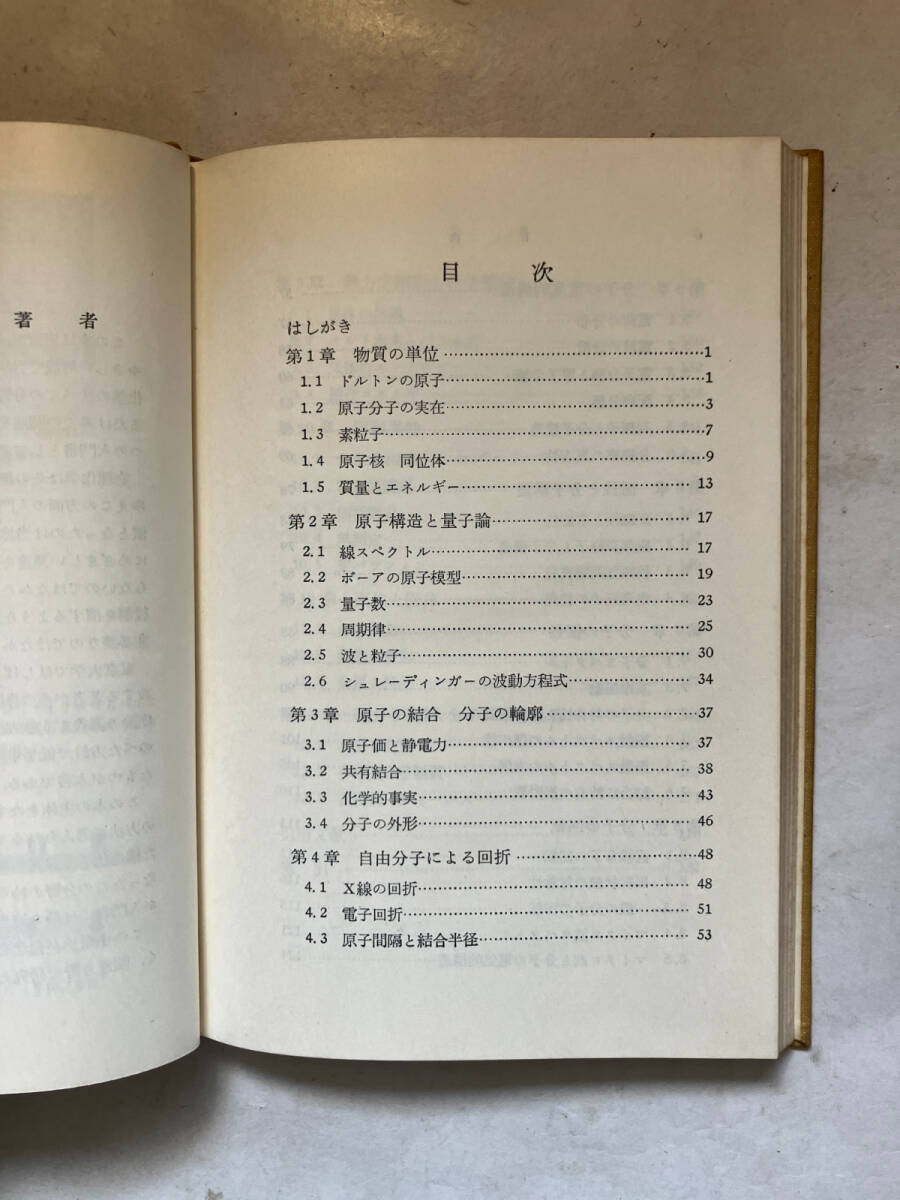 著 者
目 次
はしがき
第1章 物質の単位……………………1
1.1 ドルトンの原子……………………1
1.2 原子分子の実在……………………3
1.3 素粒子……………………7
1.4 原子核 同位体……………………9
1.5 質量とエネルギー……………………13
第2章 原子構造と量子論……………………17
2.1 線スペクトル……………………17
2.2 ボーアの原子模型……………………19
2.3 量子数……………………23
2.4 周期律……………………25
2.5 波と粒子……………………30
2.6 シュレーディンガーの波動方程式……………………34
第3章 原子の結合 分子の輪廓……………………37
3.1 原子価と静電力……………………37
3.2 共有結合……………………38
3.3 化学的事実……………………43
3.4 分子の外形……………………46
第4章 自由分子による回折……………………48
4.1 X線の回折……………………48
4.2 電子回折……………………51
4.3 原子間隔と結合半径……………………53